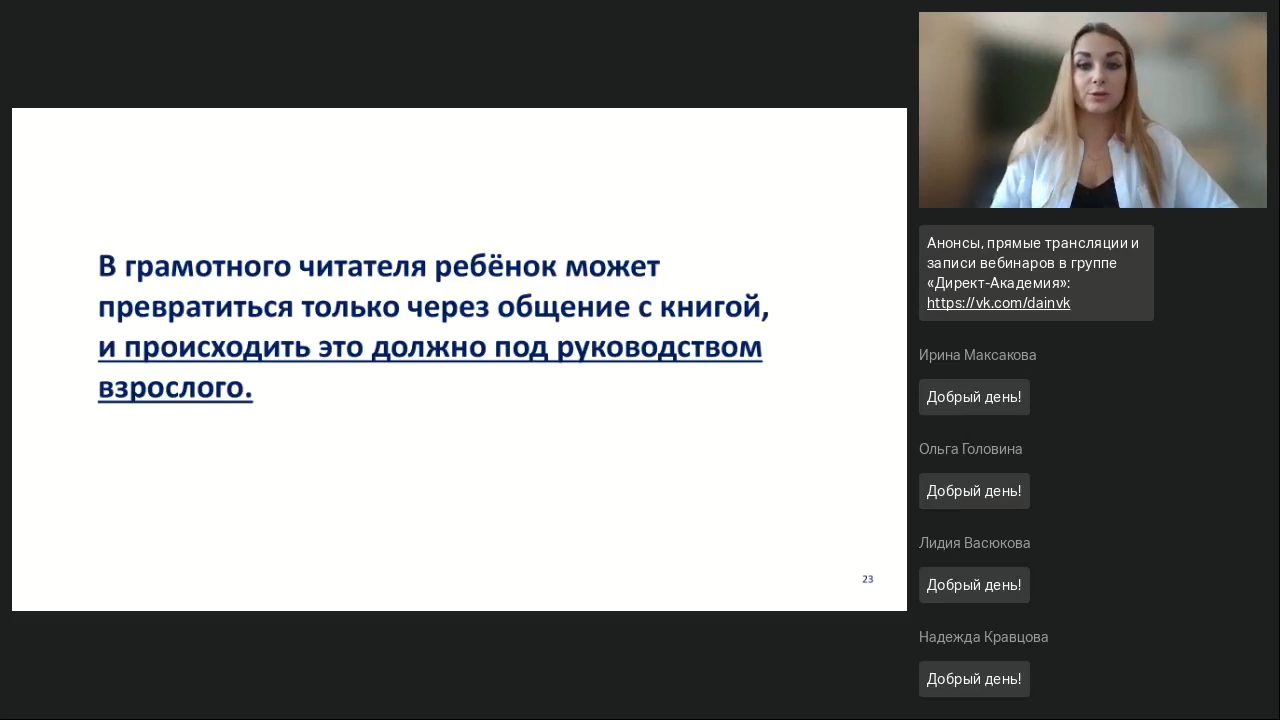 В грамотного читателя ребёнок может
превратиться только через общение с книгой,
и происходить это должно под руководством
взрослого.
23
Анонсы, прямые трансляции и
записи вебинаров в группе
«Директ-Академия»:
https://vk.com/dainvk
Ирина Максакова
Добрый день!
Ольга Головина
Добрый день!
Лидия Васюкова
Добрый день!
Надежда Кравцова
Добрый день!